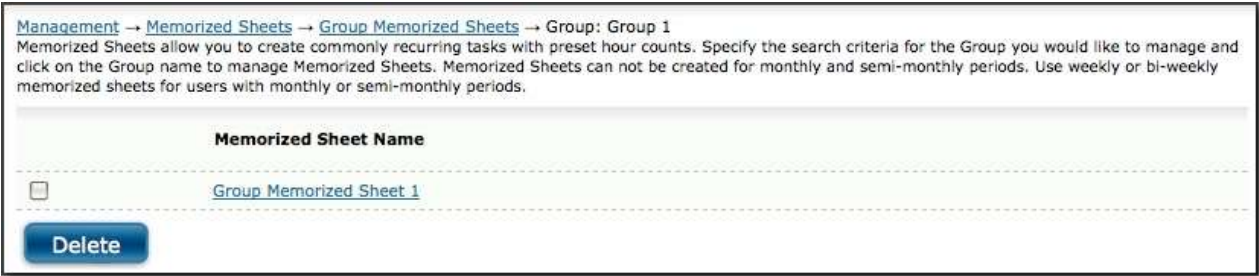 Management → Memorized Sheets → Group Memorized Sheets → Group: Group 1
Memorized Sheets allow you to create commonly recurring tasks with preset hour counts. Specify the search criteria for the Group you would like to manage and
click on the Group name to manage Memorized Sheets. Memorized Sheets can not be created for monthly and semi-monthly periods. Use weekly or bi-weekly
memorized sheets for users with monthly or semi-monthly periods.
Memorized Sheet Name
Group Memorized Sheet 1
Delete